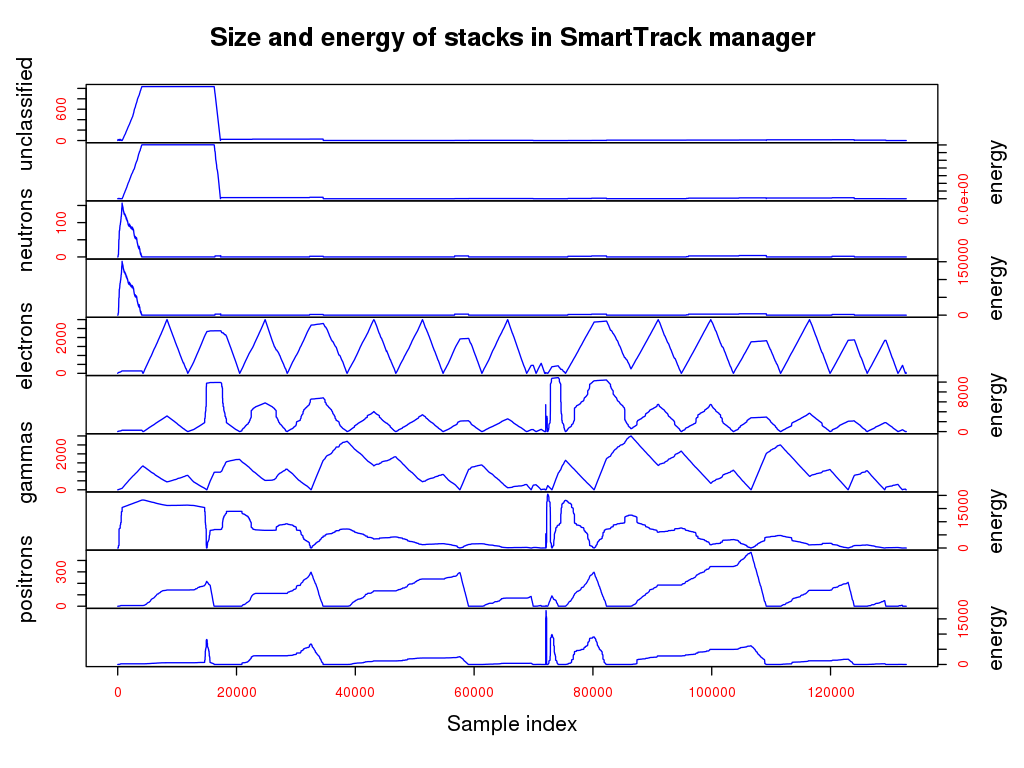 Size and energy of stacks in SmartTrack manager
unclassified
0 600
energy
0.0e+00
neutrons
0 100
energy
0 150000
electrons
0 2000
energy
0 8000
gammas
0 2000
energy
0 15000
positrons
0 300
energy
0 15000
0 20000 40000 60000 80000 100000 120000
Sample index